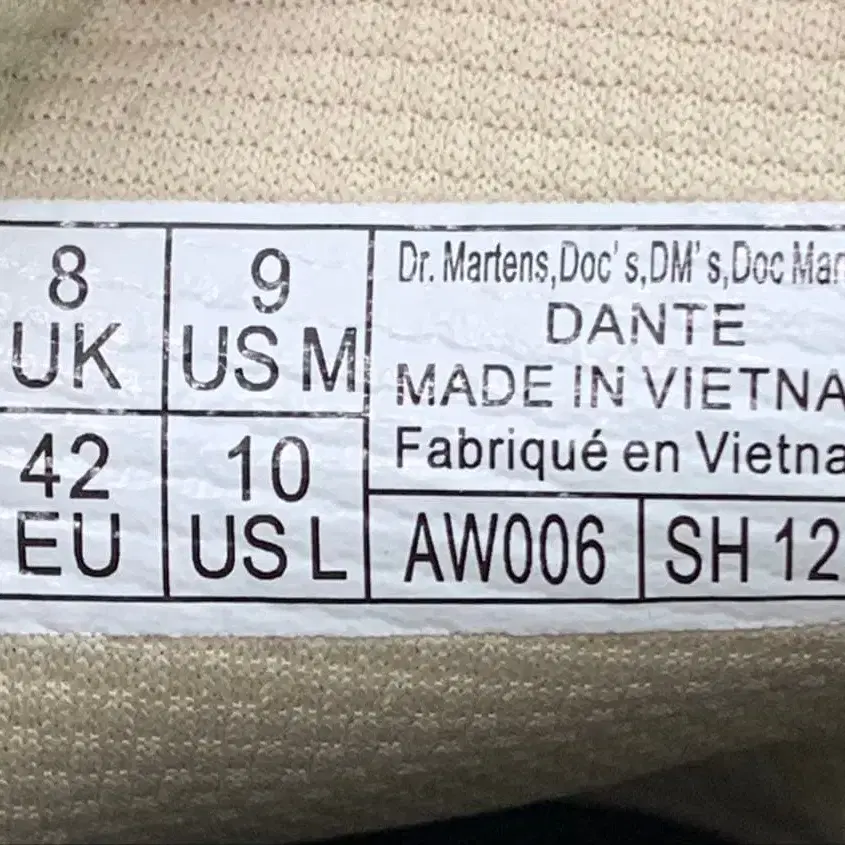 8
UK
9
US M
42
EU
10
US L
Dr. Martens,Doc's,DM's,Doc Mar
DANTE
MADE IN VIETNA
Fabriqué en Vietna
AW006
SH 12